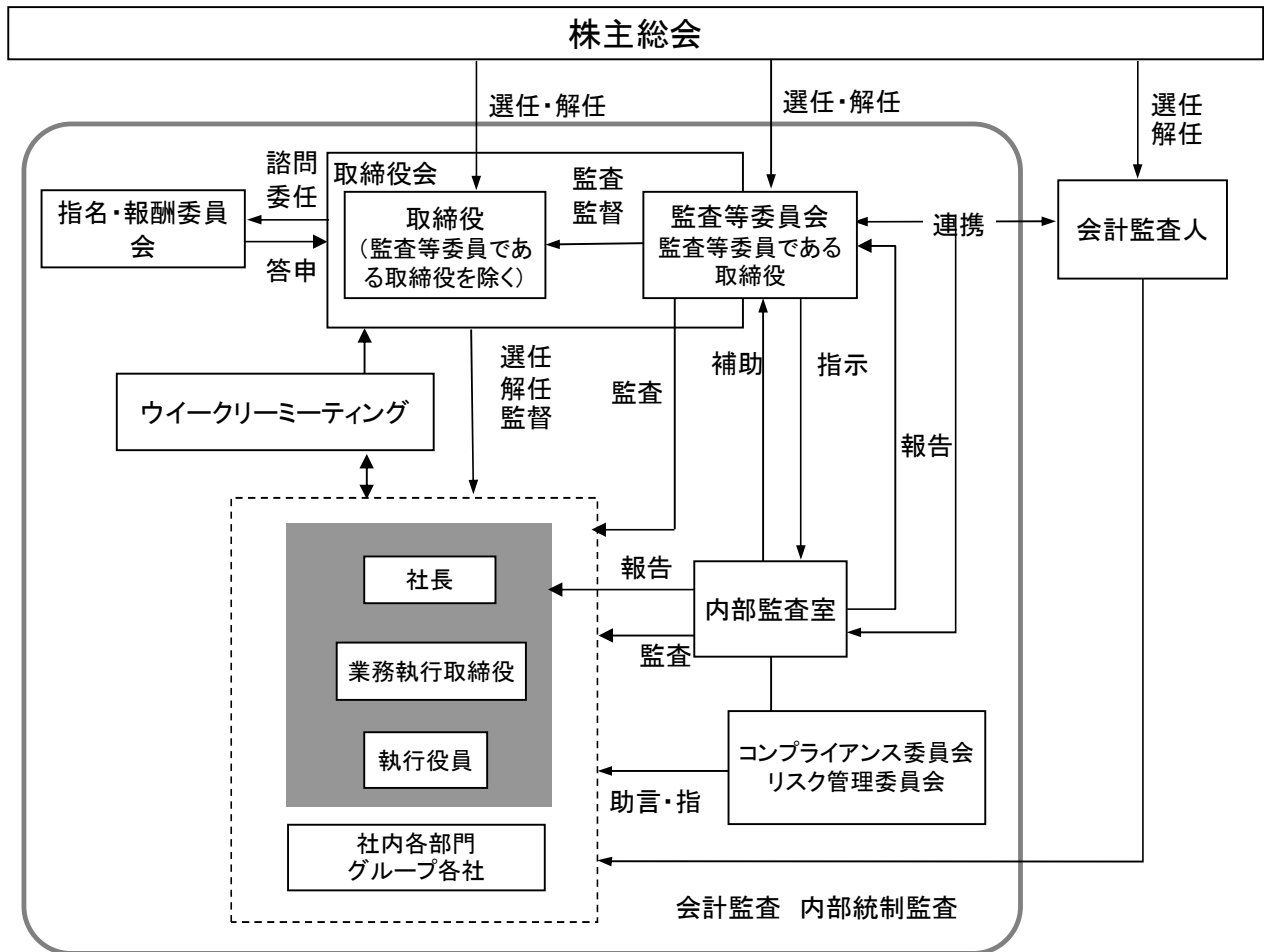 株主総会
選任・解任
選任・解任
選任
解任
諮問
委任
取締役会
監査
監督
指名・報酬委員
会
答申
取締役
（監査等委員であ
る取締役を除く）
監査等委員会
監査等委員である
取締役
連携
会計監査人
選任
解任
監督
監査
補助
指示
報告
ウイークリーミーティング
社長
報告
内部監査室
監査
業務執行取締役
執行役員
コンプライアンス委員会
リスク管理委員会
助言・指
社内各部門
グループ各社
会計監査 内部統制監査